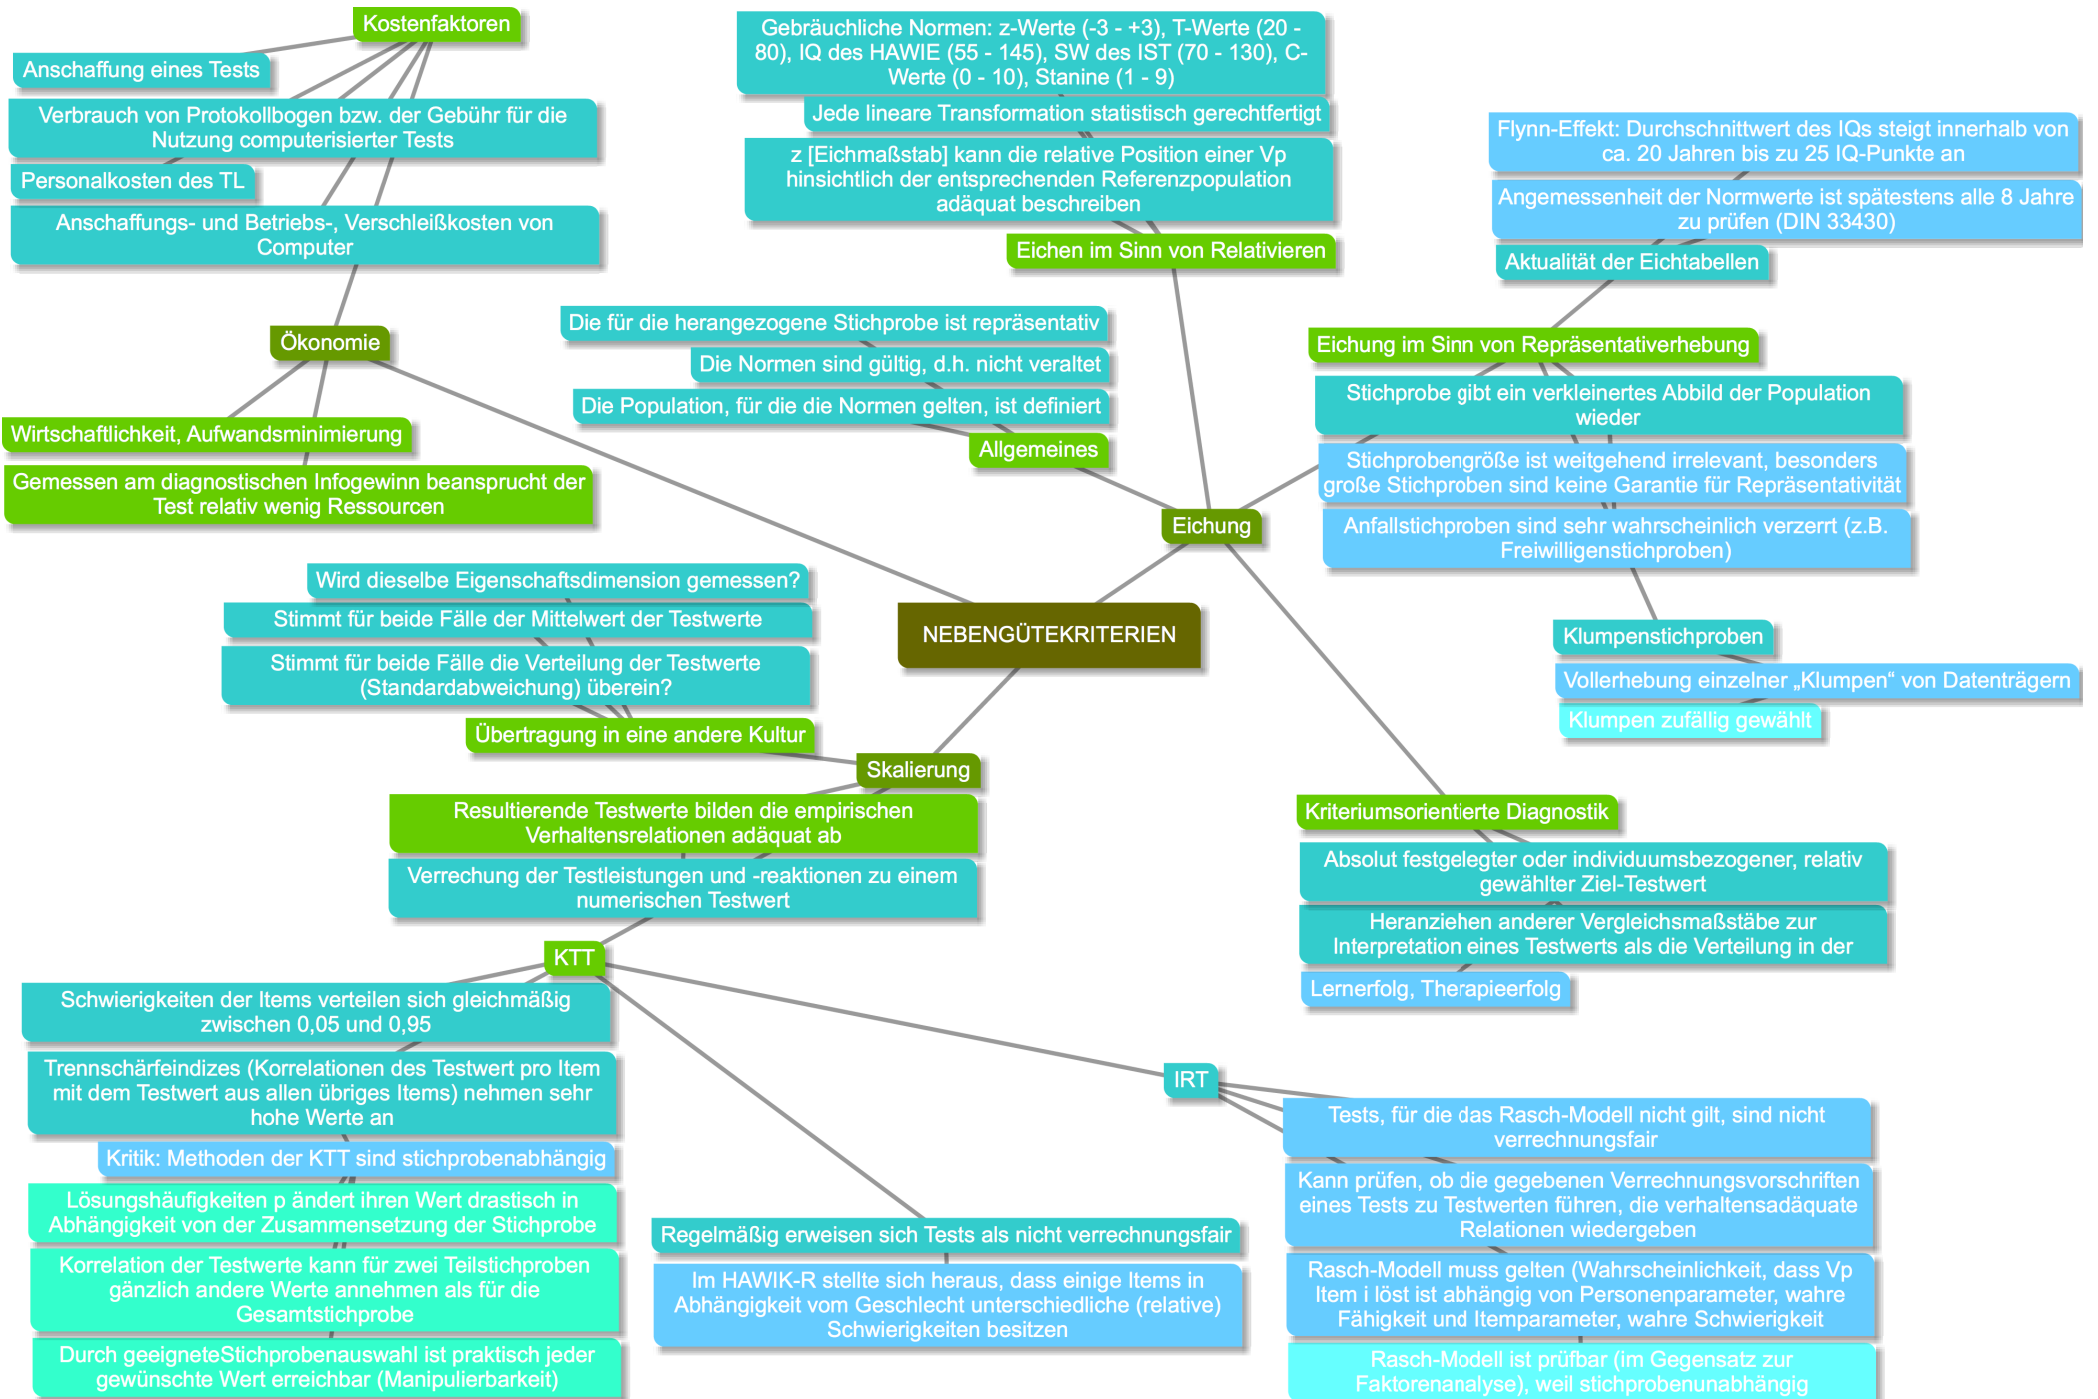 Kostenfaktoren
Anschaffung eines Tests
Verbrauch von Protokollbogen bzw. der Gebühr für die
Nutzung computerisierter Tests
Personalkosten des TL
Anschaffungs- und Betriebs-, Verschleißkosten von
Computer
Ökonomie
Wirtschaftlichkeit, Aufwandsminimierung
Gemessen am diagnostischen Infogewinn beansprucht der
Test relativ wenig Ressourcen
Gebräuchliche Normen: z-Werte (-3 - +3), T-Werte (20 -
80), IQ des HAWIE (55 - 145), SW des IST (70 - 130), C-
Werte (0 - 10), Stanine (1 - 9)
Jede lineare Transformation statistisch gerechtfertigt
z [Eichmaßstab] kann die relative Position einer Vp
hinsichtlich der entsprechenden Referenzpopulation
adäquat beschreiben
Eichen im Sinn von Relativieren
Die für die herangezogene Stichprobe ist repräsentativ
Die Normen sind gültig, d.h. nicht veraltet
Die Population, für die die Normen gelten, ist definiert
Allgemeines
Eichung
Flynn-Effekt: Durchschnittwert des IQs steigt innerhalb von
ca. 20 Jahren bis zu 25 IQ-Punkte an
Angemessenheit der Normwerte ist spätestens alle 8 Jahre
zu prüfen (DIN 33430)
Aktualität der Eichtabellen
Eichung im Sinn von Repräsentativerhebung
Stichprobe gibt ein verkleinertes Abbild der Population
wieder
Stichprobengröße ist weitgehend irrelevant, besonders
große Stichproben sind keine Garantie für Repräsentativität
Anfallstichproben sind sehr wahrscheinlich verzerrt (z.B.
Freiwilligenstichproben)
Klumpenstichproben
Vollerhebung einzelner „Klumpen“ von Datenträgern
Klumpen zufällig gewählt
NEBENGÜTEKRITERIEN
Wird dieselbe Eigenschaftsdimension gemessen?
Stimmt für beide Fälle der Mittelwert der Testwerte
Stimmt für beide Fälle die Verteilung der Testwerte
(Standardabweichung) überein?
Übertragung in eine andere Kultur
Skalierung
Resultierende Testwerte bilden die empirischen
Verhaltensrelationen adäquat ab
Verrechung der Testleistungen und -reaktionen zu einem
numerischen Testwert
Kriteriumsorientierte Diagnostik
Absolut festgelegter oder individuumsbezogener, relativ
gewählter Ziel-Testwert
Heranziehen anderer Vergleichsmaßstäbe zur
Interpretation eines Testwerts als die Verteilung in der
Lernerfolg, Therapieerfolg
KTT
Schwierigkeiten der Items verteilen sich gleichmäßig
zwischen 0,05 und 0,95
Trennschärfeindizes (Korrelationen des Testwert pro Item
mit dem Testwert aus allen übriges Items) nehmen sehr
hohe Werte an
Kritik: Methoden der KTT sind stichprobenabhängig
Lösungshäufigkeiten p ändert ihren Wert drastisch in
Abhängigkeit von der Zusammensetzung der Stichprobe
Korrelation der Testwerte kann für zwei Teilstichproben
gänzlich andere Werte annehmen als für die
Gesamtstichprobe
Durch geeigneteStichprobenauswahl ist praktisch jeder
gewünschte Wert erreichbar (Manipulierbarkeit)
Regelmäßig erweisen sich Tests als nicht verrechnungsfair
Im HAWIK-R stellte sich heraus, dass einige Items in
Abhängigkeit vom Geschlecht unterschiedliche (relative)
Schwierigkeiten besitzen
IRT
Tests, für die das Rasch-Modell nicht gilt, sind nicht
verrechnungsfair
Kann prüfen, ob die gegebenen Verrechnungsvorschriften
eines Tests zu Testwerten führen, die verhaltensadäquate
Relationen wiedergeben
Rasch-Modell muss gelten (Wahrscheinlichkeit, dass Vp
Item i löst ist abhängig von Personenparameter, wahre
Fähigkeit und Itemparameter, wahre Schwierigkeit
Rasch-Modell ist prüfbar (im Gegensatz zur
Faktorenanalyse), weil stichprobenunabhängig